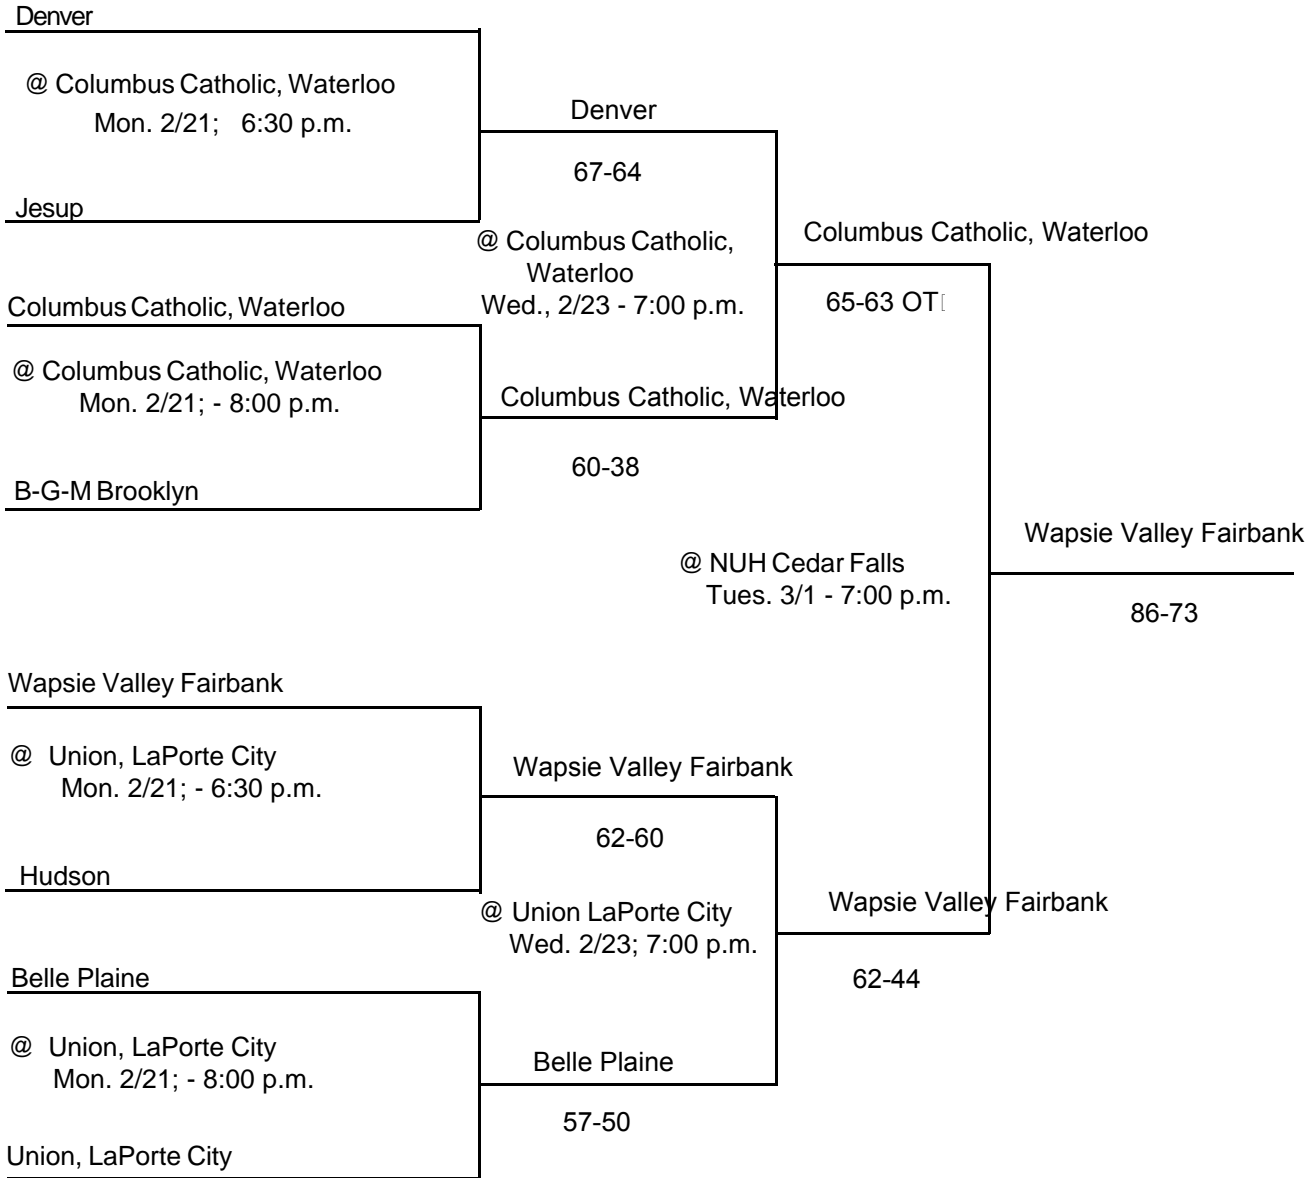 Denver
@ Columbus Catholic, Waterloo
Mon. 2/21; 6:30 p.m.
Jesup
Denver
67-64
@ Columbus Catholic,
Waterloo
Wed., 2/23 - 7:00 p.m.
Columbus Catholic, Waterloo
65-63 OT
Columbus Catholic, Waterloo
@ Columbus Catholic, Waterloo
Mon. 2/21; - 8:00 p.m.
B-G-M Brooklyn
Columbus Catholic, Waterloo
60-38
@ NUH Cedar Falls
Tues. 3/1 - 7:00 p.m.
Wapsie Valley Fairbank
86-73
Wapsie Valley Fairbank
@ Union, LaPorte City
Mon. 2/21; - 6:30 p.m.
Hudson
Wapsie Valley Fairbank
62-60
@ Union LaPorte City
Wed. 2/23; 7:00 p.m.
Wapsie Valley Fairbank
62-44
Belle Plaine
@ Union, LaPorte City
Mon. 2/21; - 8:00 p.m.
Union, LaPorte City
Belle Plaine
57-50